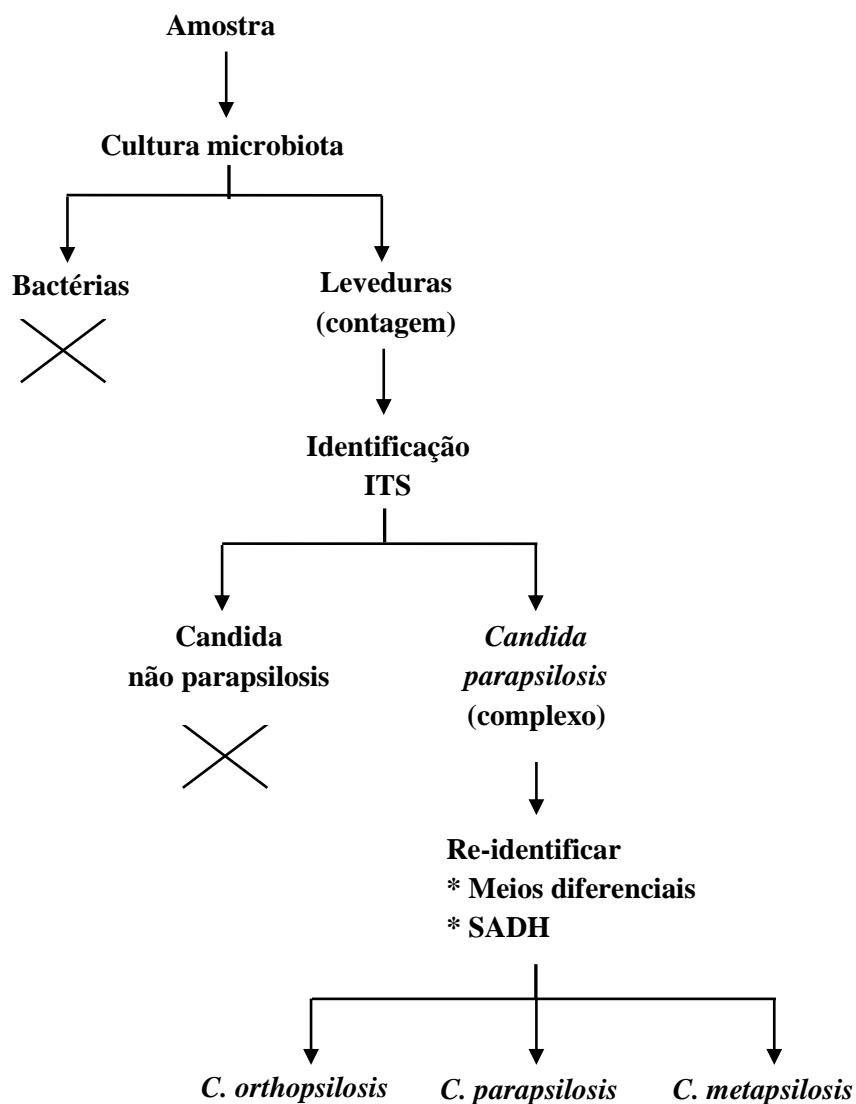 Amostra
Cultura microbiota
Bactérias
Leveduras
(contagem)
Identificação
ITS
Candida
não parapsilosis
Candida
parapsilosis
(complexo)
Re-identificar
* Meios diferenciais
* SADH
C. orthopsilosis
C. parapsilosis
C. metapsilosis